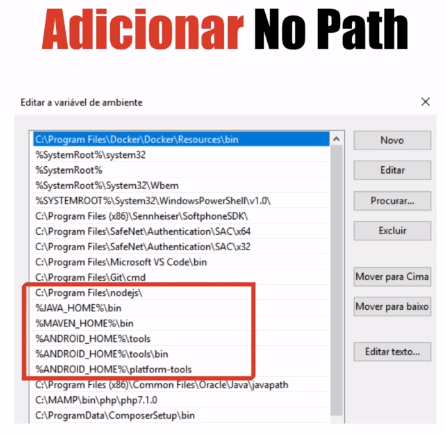 Adicionar No Path
Editar a variável de ambiente
C:\Program Files\Docker\Docker\Resources\bin
%SystemRoot%\system32
%SystemRoot%
%SystemRoot%\System32\Wbem
%SYSTEMROOT%\System32\WindowsPowerShell\v1.0\
C:\Program Files (x86)\Sennheiser\SoftphoneSDK\
C:\Program Files\SafeNet\Authentication\SAC\x64
C:\Program Files\SafeNet\Authentication\SAC\x32
C:\Program Files\Microsoft VS Code\bin
C:\Program Files\Git\cmd
C:\Program Files\nodejs\
%JAVA_HOME%\bin
%MAVEN_HOME%\bin
%ANDROID_HOME%\tools
%ANDROID_HOME%\tools\bin
%ANDROID_HOME%\platform-tools
C:\Program Files (x86)\Common Files\Oracle\Java\javapath
C:\MAMP\bin\php\php7.1.0
C:\ProgramData\ComposerSetup\bin
Novo
Editar
Procurar...
Excluir
Mover para Cima
Mover para baixo
Editar texto...